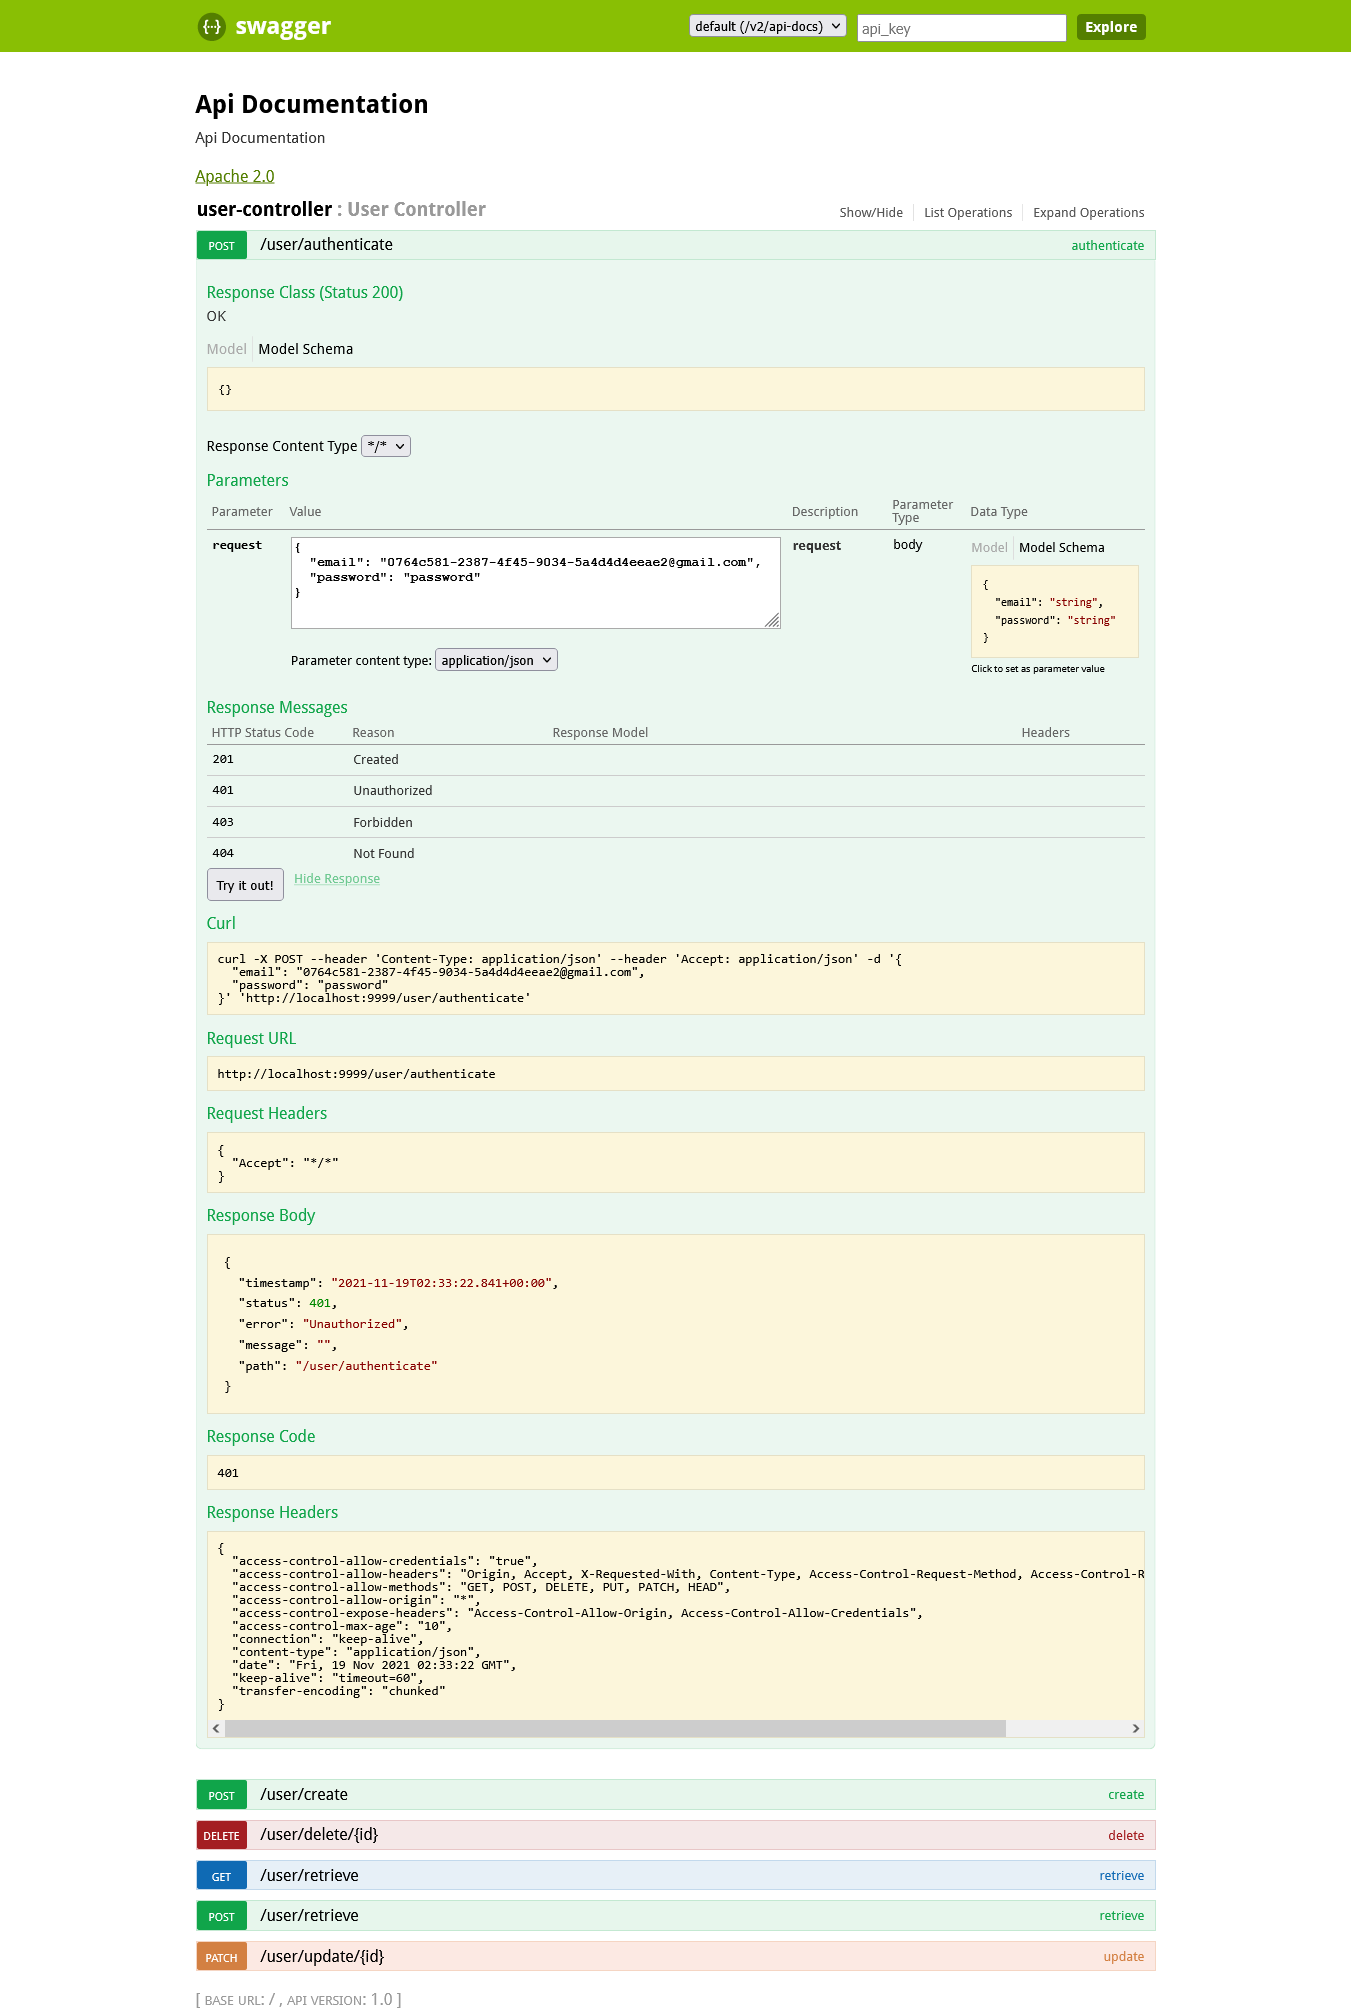 swagger
default (/v2/api-docs)
api_key
Explore
Api Documentation
Api Documentation
Apache 2.0
user-controller : User Controller
Show/Hide
List Operations
Expand Operations
POST /user/authenticate authenticate
Response Class (Status 200)
OK
Model Model Schema
{}
Response Content Type */*
Parameters
Parameter Value Description Parameter Type Data Type
request
{
  "email": "0764c581-2387-4f45-9034-5a4d4d4eeae2@gmail.com",
  "password": "password"
}
Parameter content type: application/json
request
body
Model Model Schema
{
  "email": "string",
  "password": "string"
}
Click to set as parameter value
Response Messages
HTTP Status Code Reason Response Model Headers
201 Created
401 Unauthorized
403 Forbidden
404 Not Found
Try it out! Hide Response
Curl
curl -X POST --header 'Content-Type: application/json' --header 'Accept: application/json' -d '{
  "email": "0764c581-2387-4f45-9034-5a4d4d4eeae2@gmail.com",
  "password": "password"
}' 'http://localhost:9999/user/authenticate'
Request URL
http://localhost:9999/user/authenticate
Request Headers
{
  "Accept": "*/*"
}
Response Body
{
  "timestamp": "2021-11-19T02:33:22.841+00:00",
  "status": 401,
  "error": "Unauthorized",
  "message": "",
  "path": "/user/authenticate"
}
Response Code
401
Response Headers
{
  "access-control-allow-credentials": "true",
  "access-control-allow-headers": "Origin, Accept, X-Requested-With, Content-Type, Access-Control-Request-Method, Access-Control-R
  "access-control-allow-methods": "GET, POST, DELETE, PUT, PATCH, HEAD",
  "access-control-allow-origin": "*",
  "access-control-expose-headers": "Access-Control-Allow-Origin, Access-Control-Allow-Credentials",
  "access-control-max-age": "10",
  "connection": "keep-alive",
  "content-type": "application/json",
  "date": "Fri, 19 Nov 2021 02:33:22 GMT",
  "keep-alive": "timeout=60",
  "transfer-encoding": "chunked"
}
POST /user/create create
DELETE /user/delete/{id} delete
GET /user/retrieve retrieve
POST /user/retrieve retrieve
PATCH /user/update/{id} update
[ BASE URL: / , API VERSION: 1.0 ]